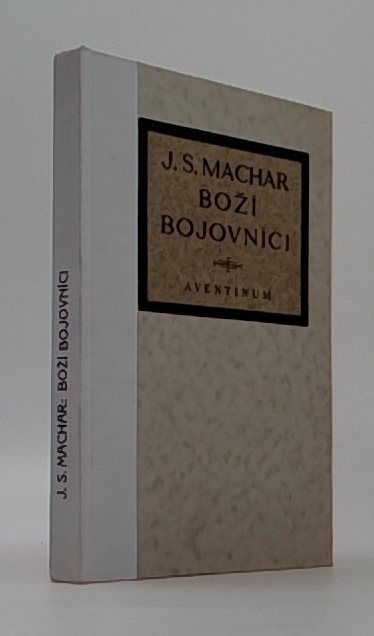 J. S. MACHAR
BOŽÍ
BOJOVNÍCI
AVENTINUM
J. S. MACHAR: BOŽÍ BOJOVNÍCI